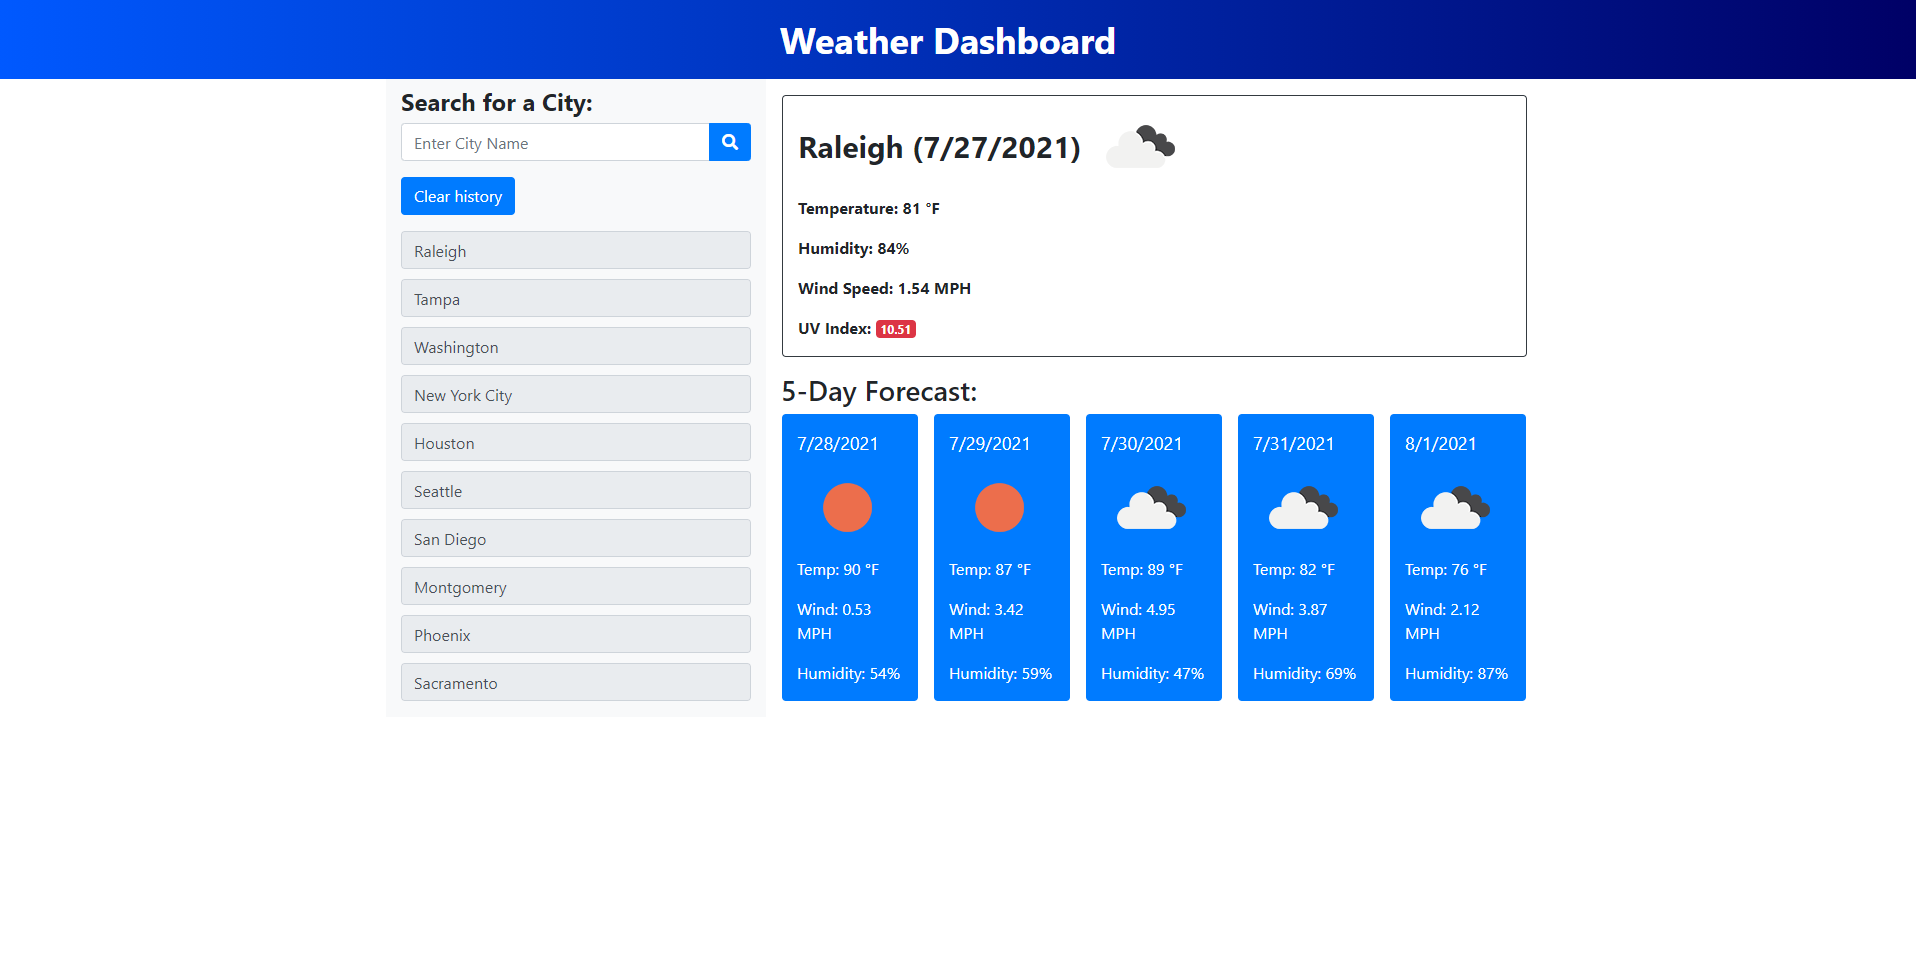 Weather Dashboard
Search for a City:
Enter City Name
Clear history
Raleigh
Tampa
Washington
New York City
Houston
Seattle
San Diego
Montgomery
Phoenix
Sacramento
Raleigh (7/27/2021)
Temperature: 81 °F
Humidity: 84%
Wind Speed: 1.54 MPH
UV Index: 10.51
5-Day Forecast:
7/28/2021
Temp: 90 °F
Wind: 0.53
MPH
Humidity: 54%
7/29/2021
Temp: 87 °F
Wind: 3.42
MPH
Humidity: 59%
7/30/2021
Temp: 89 °F
Wind: 4.95
MPH
Humidity: 47%
7/31/2021
Temp: 82 °F
Wind: 3.87
MPH
Humidity: 69%
8/1/2021
Temp: 76 °F
Wind: 2.12
MPH
Humidity: 87%